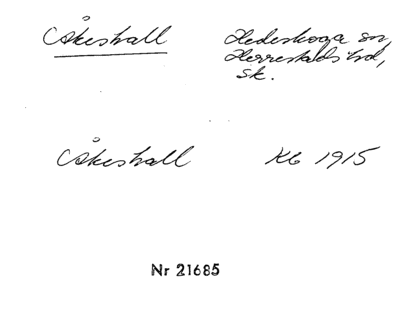 Åkeshall Hedeskoga sn,
Herrestads hd,
Sk.
Åkeshall Kb 1915
Nr 21685